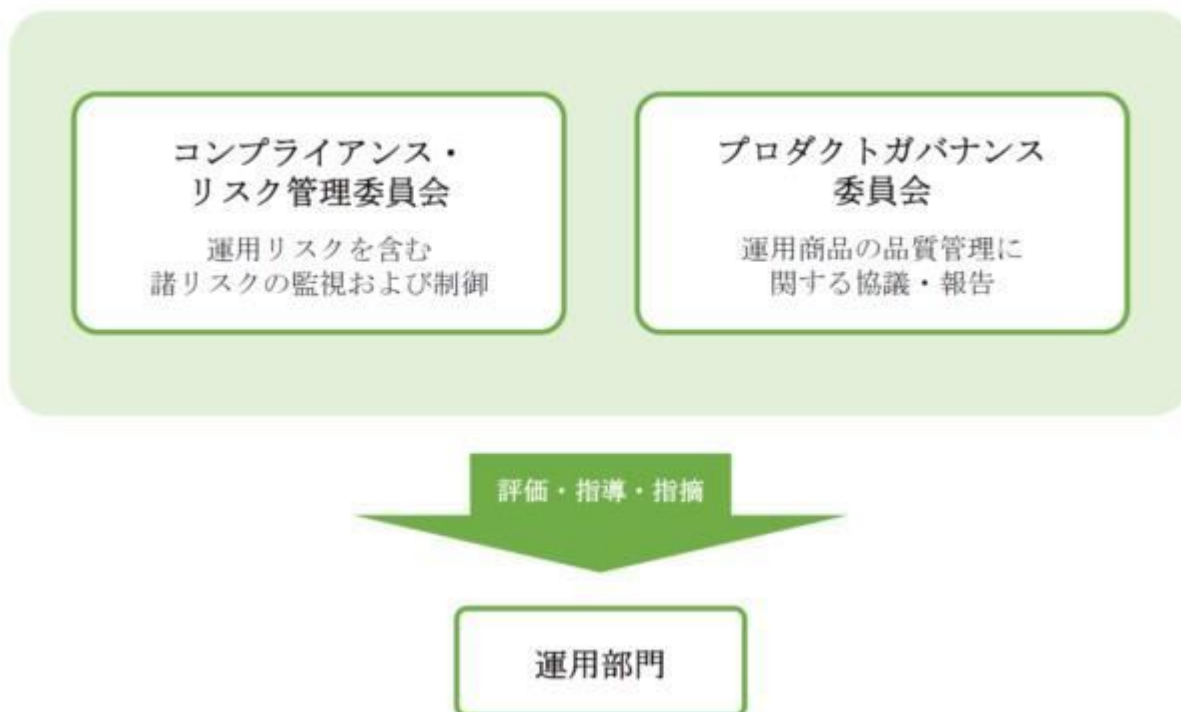 コンプライアンス・
リスク管理委員会
運用リスクを含む
諸リスクの監視および制御
プロダクトガバナンス
委員会
運用商品の品質管理に
関する協議・報告
評価・指導・指摘
運用部門